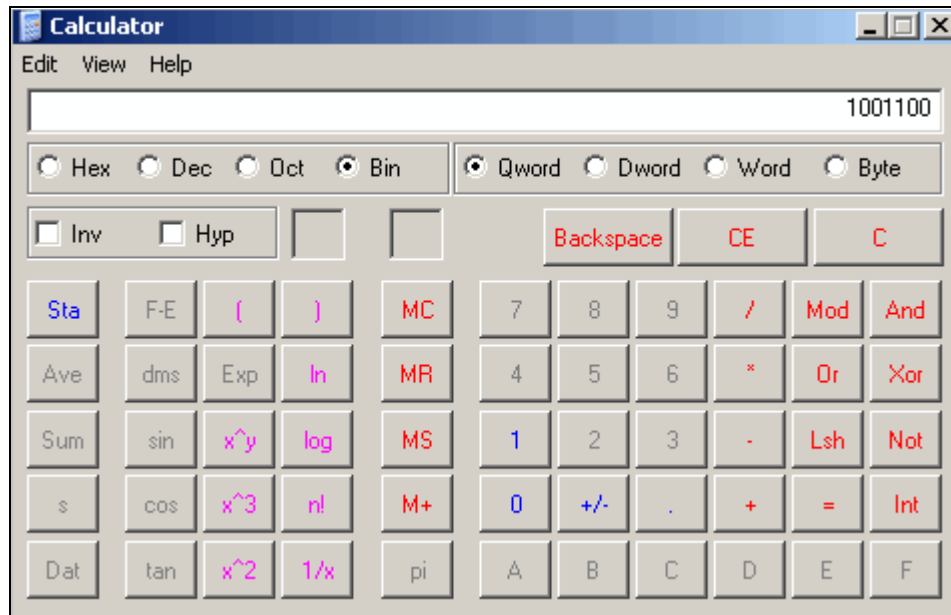 Calculator
Edit View Help
1001100
Hex Dec Oct Bin Qword Dword Word Byte
Inv Hyp Backspace CE C
Sta F-E ( ) MC 7 8 9 / Mod And
Ave dms Exp ln MR 4 5 6 * Or Xor
Sum sin x^y log MS 1 2 3 - Lsh Not
s cos x^3 n! M+ 0 +/- . + = Int
Dat tan x^2 1/x pi A B C D E F